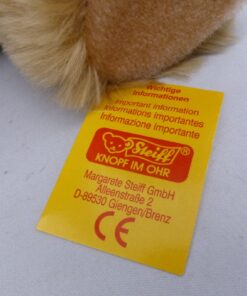 Wichtige
Informationen
Important information
Informations importantes
Informazione importante
Steiff®
KNOPF IM OHR
Margarete Steiff GmbH
Alleenstraße 2
D-89530 Giengen/Brenz
CE